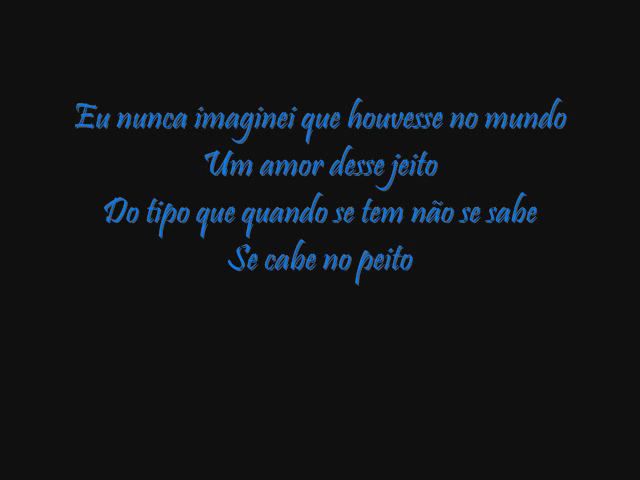 Eu nunca imaginei que houvesse no mundo
Um amor desse jeito
Do tipo que quando se tem não se sabe
Se cabe no peito